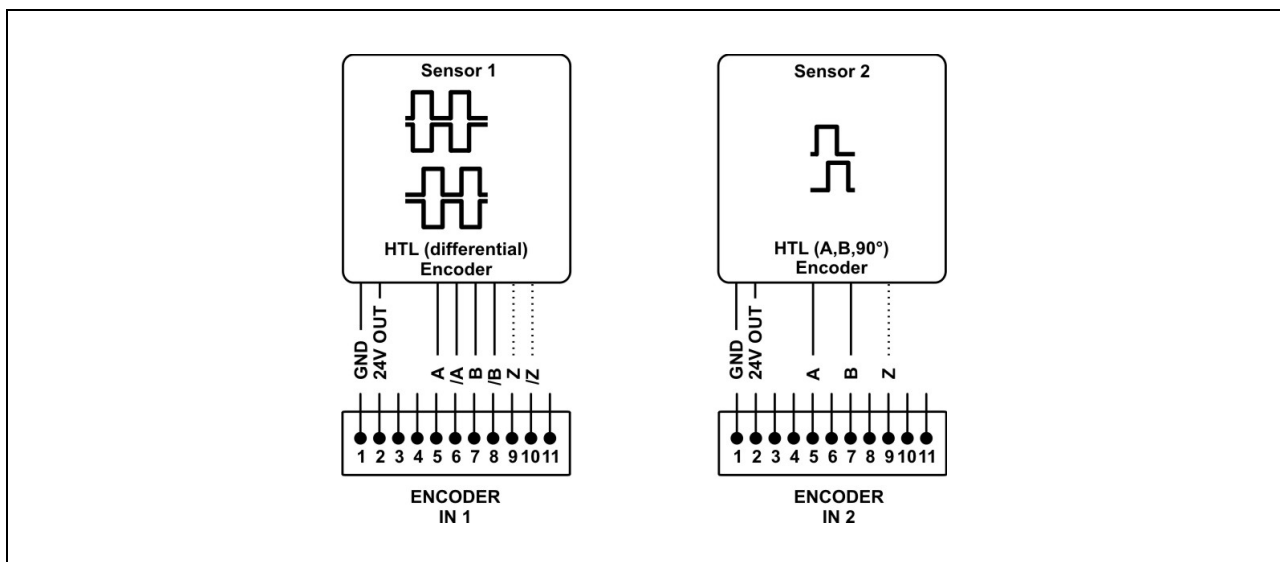 Sensor 1
HTL (differential)
Encoder
GND
24V OUT
A
/A
B
/B
Z
/Z
1 2 3 4 5 6 7 8 9 10 11
ENCODER
IN 1
Sensor 2
HTL (A,B,90°)
Encoder
GND
24V OUT
A
B
Z
1 2 3 4 5 6 7 8 9 10 11
ENCODER
IN 2